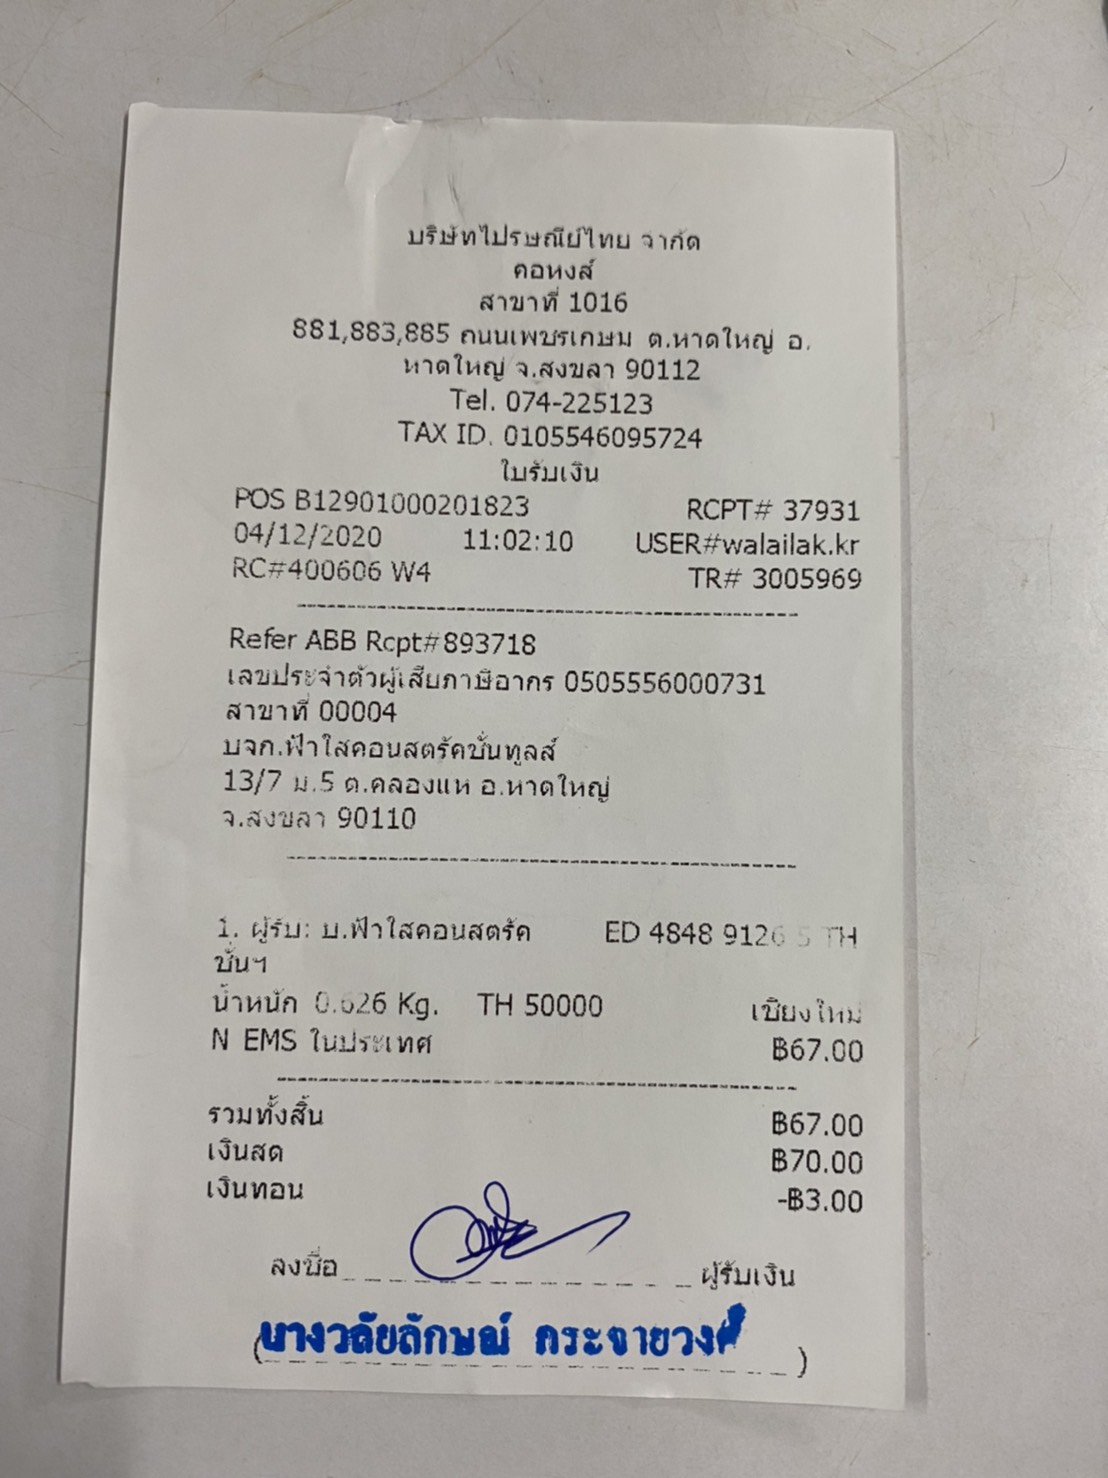 บริษัทไปรษณีย์ไทย จำกัด
คอหงส์
สาขาที่ 1016
881,883,885 ถนนเพชรเกษม ต.หาดใหญ่ อ.
หาดใหญ่ จ.สงขลา 90112
Tel. 074-225123
TAX ID. 0105546095724
ใบรับเงิน
POS B12901000201823 RCPT# 37931
04/12/2020 11:02:10 USER#walailak.kr
RC#400606 W4 TR# 3005969
Refer ABB Rcpt#893718
เลขประจำตัวผู้เสียภาษีอากร 0505556000731
สาขาที่ 00004
บจก.ฟ้าใสคอนสตรัคชั่นทูลส์
13/7 ม.5 ต.คลองแห อ.หาดใหญ่
จ.สงขลา 90110
1. ผู้รับ: บ.ฟ้าใสคอนสตรัค ED 4848 9126 5 TH
ชั่นฯ
น้ำหนัก 0.626 Kg. TH 50000 เชียงใหม่
N EMS ในประเทศ ฿67.00
รวมทั้งสิ้น ฿67.00
เงินสด ฿70.00
เงินทอน -฿3.00
ลงชื่อ ผู้รับเงิน
(นางวลัยลักษณ์ กระจายวงศ์)